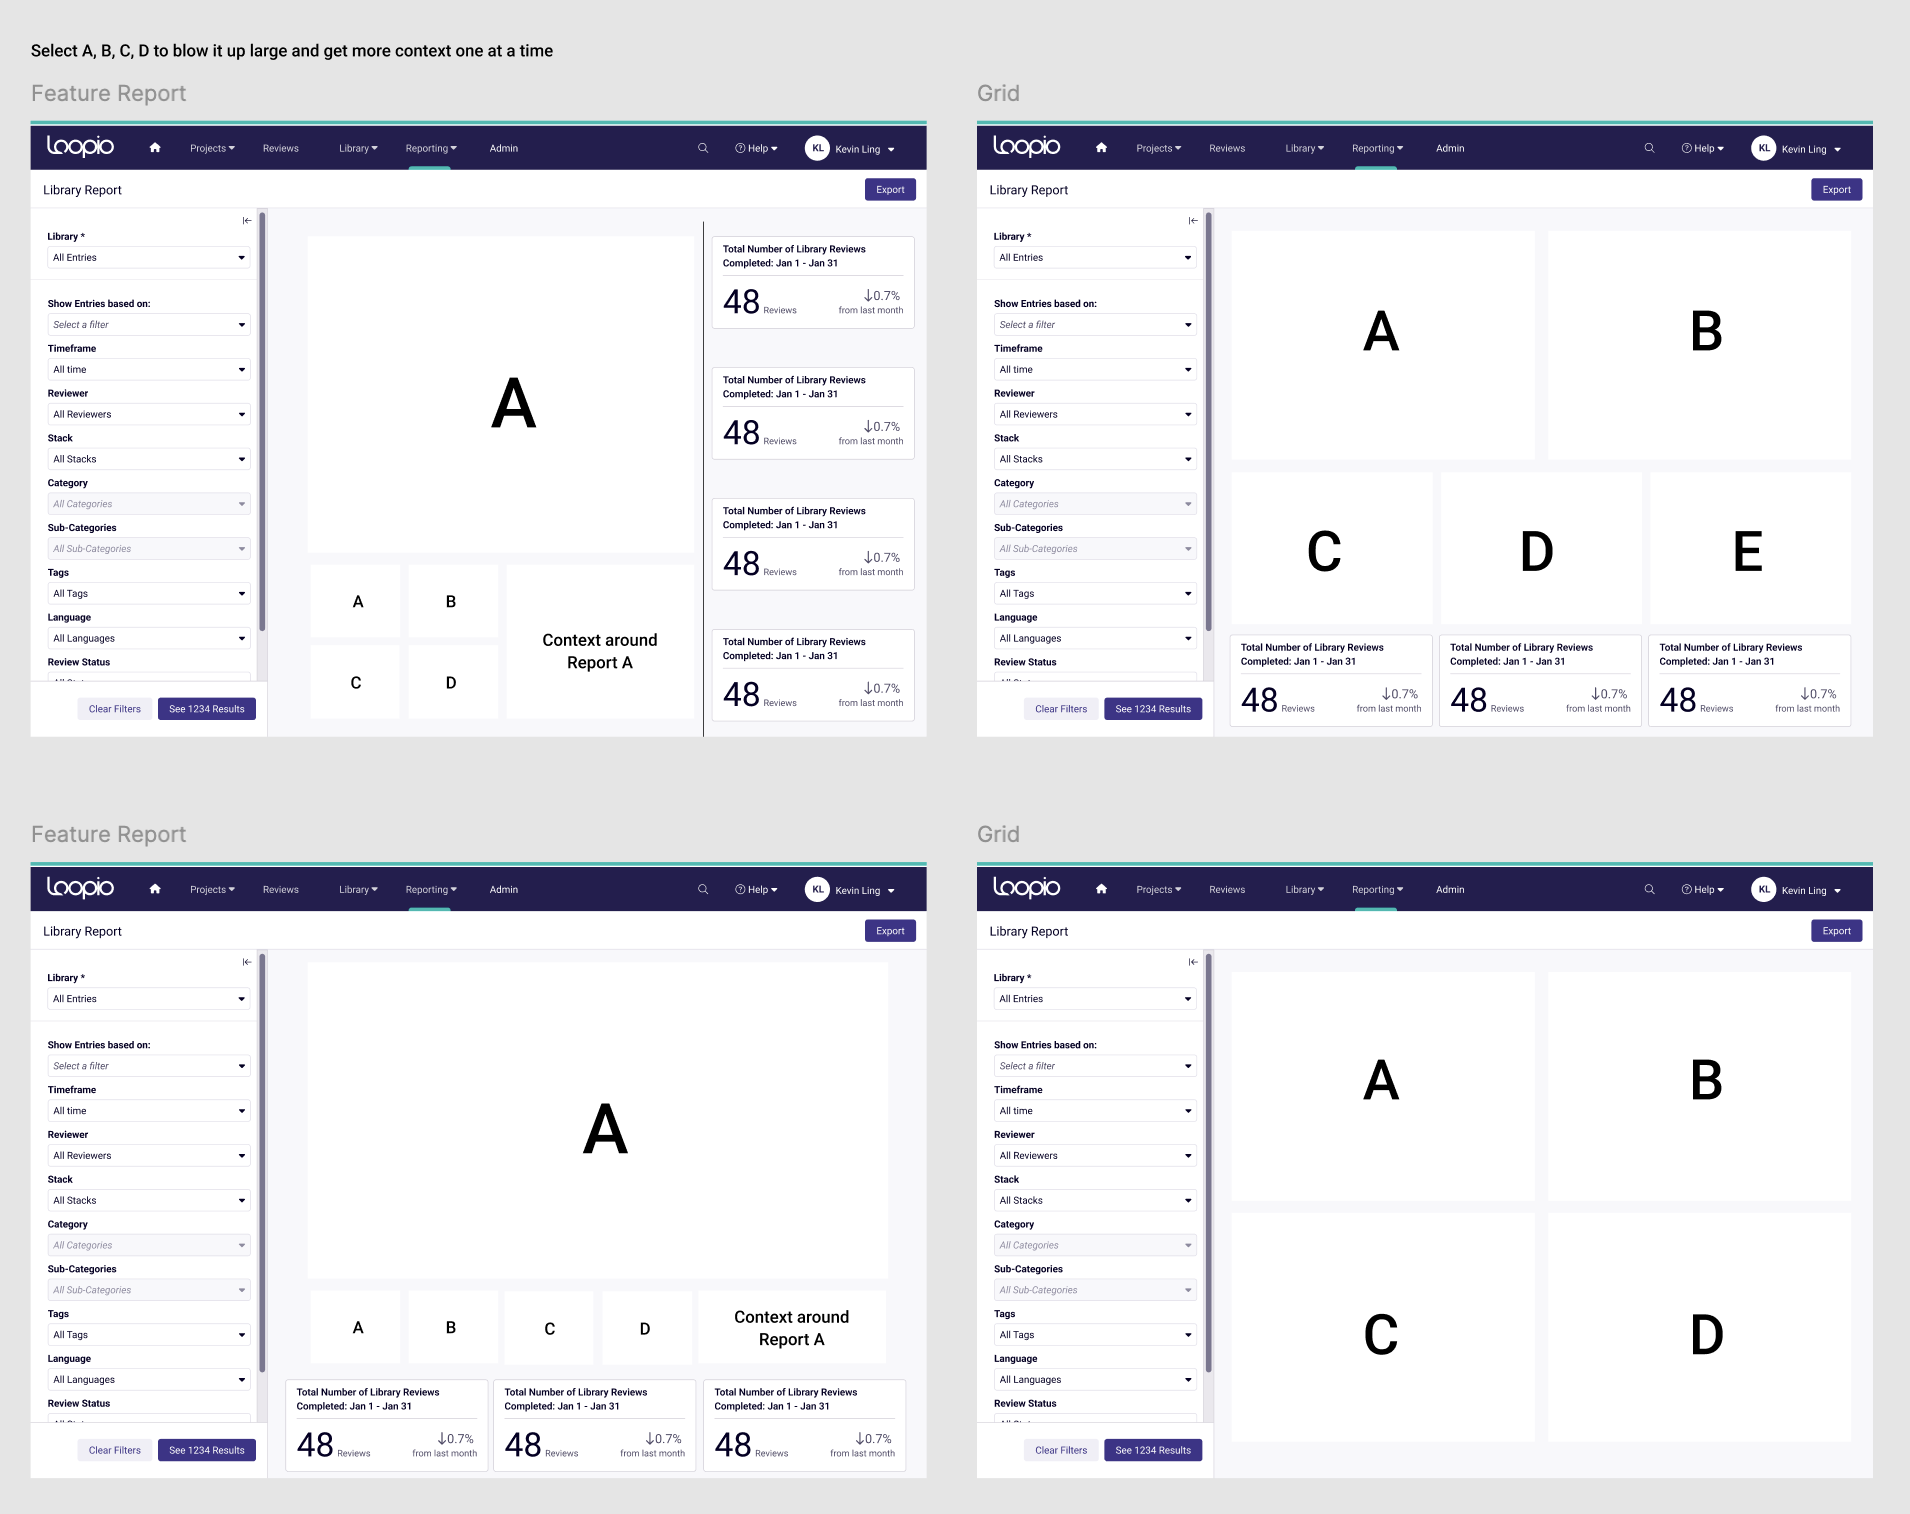 Select A, B, C, D to blow it up large and get more context one at a time
Feature Report
Loopio
Projects
Reviews
Library
Reporting
Admin
Help
KL
Kevin Ling
Library Report
Export
Library *
All Entries
Show Entries based on:
Select a filter
Timeframe
All time
Reviewer
All Reviewers
Stack
All Stacks
Category
All Categories
Sub-Categories
All Sub-Categories
Tags
All Tags
Language
All Languages
Review Status
Clear Filters
See 1234 Results
A
A
B
C
D
Context around
Report A
Total Number of Library Reviews
Completed: Jan 1 - Jan 31
48 Reviews
↓0.7%
from last month
Total Number of Library Reviews
Completed: Jan 1 - Jan 31
48 Reviews
↓0.7%
from last month
Total Number of Library Reviews
Completed: Jan 1 - Jan 31
48 Reviews
↓0.7%
from last month
Total Number of Library Reviews
Completed: Jan 1 - Jan 31
48 Reviews
↓0.7%
from last month
Grid
Loopio
Projects
Reviews
Library
Reporting
Admin
Help
KL
Kevin Ling
Library Report
Export
Library *
All Entries
Show Entries based on:
Select a filter
Timeframe
All time
Reviewer
All Reviewers
Stack
All Stacks
Category
All Categories
Sub-Categories
All Sub-Categories
Tags
All Tags
Language
All Languages
Review Status
Clear Filters
See 1234 Results
A
B
C
D
E
Total Number of Library Reviews
Completed: Jan 1 - Jan 31
48 Reviews
↓0.7%
from last month
Total Number of Library Reviews
Completed: Jan 1 - Jan 31
48 Reviews
↓0.7%
from last month
Total Number of Library Reviews
Completed: Jan 1 - Jan 31
48 Reviews
↓0.7%
from last month
Feature Report
Loopio
Projects
Reviews
Library
Reporting
Admin
Help
KL
Kevin Ling
Library Report
Export
Library *
All Entries
Show Entries based on:
Select a filter
Timeframe
All time
Reviewer
All Reviewers
Stack
All Stacks
Category
All Categories
Sub-Categories
All Sub-Categories
Tags
All Tags
Language
All Languages
Review Status
Clear Filters
See 1234 Results
A
A
B
C
D
Context around
Report A
Total Number of Library Reviews
Completed: Jan 1 - Jan 31
48 Reviews
↓0.7%
from last month
Total Number of Library Reviews
Completed: Jan 1 - Jan 31
48 Reviews
↓0.7%
from last month
Total Number of Library Reviews
Completed: Jan 1 - Jan 31
48 Reviews
↓0.7%
from last month
Grid
Loopio
Projects
Reviews
Library
Reporting
Admin
Help
KL
Kevin Ling
Library Report
Export
Library *
All Entries
Show Entries based on:
Select a filter
Timeframe
All time
Reviewer
All Reviewers
Stack
All Stacks
Category
All Categories
Sub-Categories
All Sub-Categories
Tags
All Tags
Language
All Languages
Review Status
Clear Filters
See 1234 Results
A
B
C
D